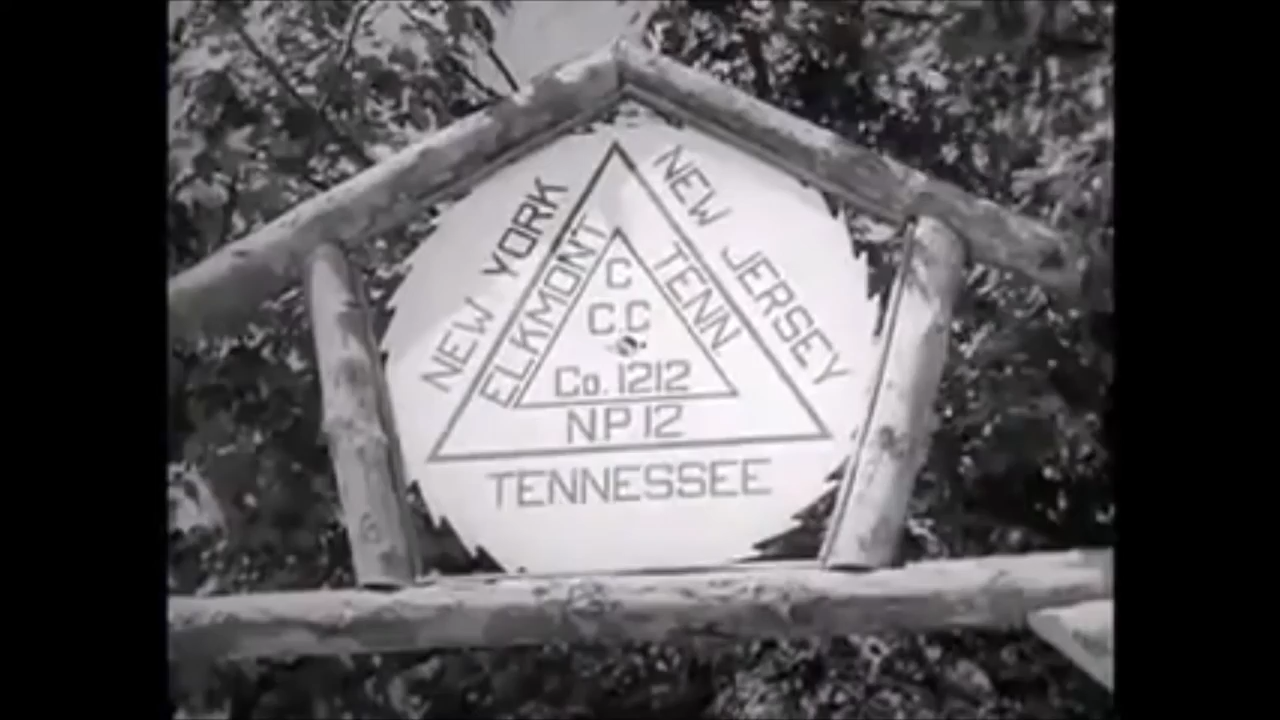 NEW YORK
NEW JERSEY
ELKMONT
TENN
C
C.C.
Co. 1212
NP 12
TENNESSEE